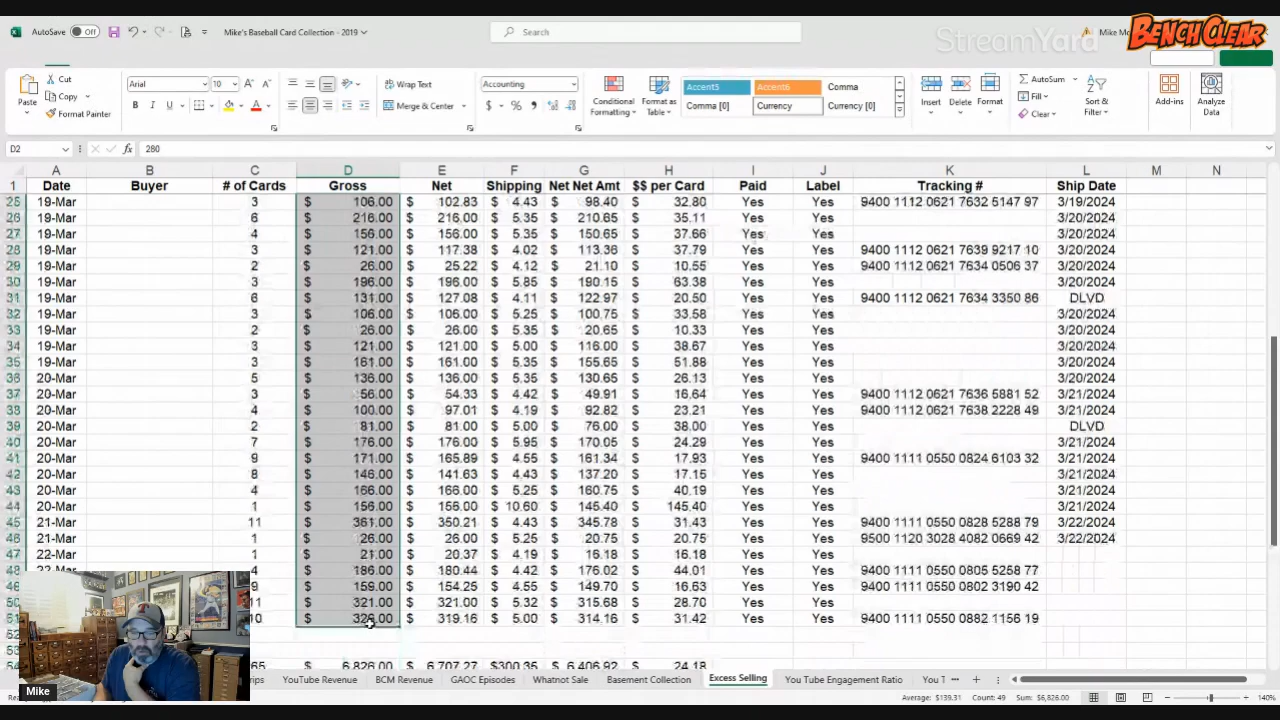 AutoSave Off Mike's Baseball Card Collection - 2019 Search Mike
BENCH CLEAR
StreamYard
Cut
Copy
Format Painter
Paste
Arial 10
B I U
Wrap Text
Merge & Center
Accounting
$ % 9
Conditional Formatting
Format as Table
Accent5 Accent6 Comma
Comma [0] Currency Currency [0]
Insert Delete Format
AutoSum
Fill
Clear
Sort & Filter
Add-ins
Analyze Data
D2 fx 280
A B C D E F G H I J K L M N
1 Date Buyer # of Cards Gross Net Shipping Net Net Amt $$ per Card Paid Label Tracking # Ship Date
25 19-Mar 3 $ 106.00 $ 102.83 $ 4.43 $ 98.40 $ 32.80 Yes Yes 9400 1112 0621 7632 5147 97 3/19/2024
26 19-Mar 6 $ 216.00 $ 216.00 $ 5.35 $ 210.65 $ 35.11 Yes Yes 3/20/2024
27 19-Mar 4 $ 156.00 $ 156.00 $ 5.35 $ 150.65 $ 37.66 Yes Yes 3/20/2024
28 19-Mar 3 $ 121.00 $ 117.38 $ 4.02 $ 113.36 $ 37.79 Yes Yes 9400 1112 0621 7639 9217 10 3/20/2024
29 19-Mar 2 $ 26.00 $ 25.22 $ 4.12 $ 21.10 $ 10.55 Yes Yes 9400 1112 0621 7634 0506 37 3/20/2024
30 19-Mar 3 $ 196.00 $ 196.00 $ 5.85 $ 190.15 $ 63.38 Yes Yes 3/20/2024
31 19-Mar 6 $ 131.00 $ 127.08 $ 4.11 $ 122.97 $ 20.50 Yes Yes 9400 1112 0621 7634 3350 86 DLVD
32 19-Mar 3 $ 106.00 $ 106.00 $ 5.25 $ 100.75 $ 33.58 Yes Yes 3/20/2024
33 19-Mar 2 $ 26.00 $ 26.00 $ 5.35 $ 20.65 $ 10.33 Yes Yes 3/20/2024
34 19-Mar 3 $ 121.00 $ 121.00 $ 5.00 $ 116.00 $ 38.67 Yes Yes 3/20/2024
35 19-Mar 3 $ 161.00 $ 161.00 $ 5.35 $ 155.65 $ 51.88 Yes Yes 3/20/2024
36 20-Mar 5 $ 136.00 $ 136.00 $ 5.35 $ 130.65 $ 26.13 Yes Yes 3/20/2024
37 20-Mar 3 $ 56.00 $ 54.33 $ 4.42 $ 49.91 $ 16.64 Yes Yes 9400 1112 0621 7636 5881 52 3/21/2024
38 20-Mar 4 $ 100.00 $ 97.01 $ 4.19 $ 92.82 $ 23.21 Yes Yes 9400 1112 0621 7638 2228 49 3/21/2024
39 20-Mar 2 $ 81.00 $ 81.00 $ 5.00 $ 76.00 $ 38.00 Yes Yes DLVD
40 20-Mar 7 $ 176.00 $ 176.00 $ 5.95 $ 170.05 $ 24.29 Yes Yes 3/21/2024
41 20-Mar 9 $ 171.00 $ 165.89 $ 4.55 $ 161.34 $ 17.93 Yes Yes 9400 1111 0550 0824 6103 32 3/21/2024
42 20-Mar 8 $ 146.00 $ 141.63 $ 4.43 $ 137.20 $ 17.15 Yes Yes 3/21/2024
43 20-Mar 4 $ 166.00 $ 166.00 $ 5.25 $ 160.75 $ 40.19 Yes Yes 3/21/2024
44 20-Mar 1 $ 156.00 $ 156.00 $ 10.60 $ 145.40 $ 145.40 Yes Yes 3/21/2024
45 21-Mar 11 $ 361.00 $ 350.21 $ 4.43 $ 345.78 $ 31.43 Yes Yes 9400 1111 0550 0828 5288 79 3/22/2024
46 21-Mar 1 $ 26.00 $ 26.00 $ 5.25 $ 20.75 $ 20.75 Yes Yes 9500 1120 3028 4082 0669 42 3/22/2024
47 22-Mar 1 $ 21.00 $ 20.37 $ 4.19 $ 16.18 $ 16.18 Yes Yes
22-Mar 4 $ 186.00 $ 180.44 $ 4.42 $ 176.02 $ 44.01 Yes Yes 9400 1111 0550 0805 5258 77
9 $ 159.00 $ 154.25 $ 4.55 $ 149.70 $ 16.63 Yes Yes 9400 1111 0550 0802 3190 42
11 $ 321.00 $ 321.00 $ 5.32 $ 315.68 $ 28.70 Yes Yes
10 $ $ 319.16 $ 5.00 $ 314.16 $ 31.42 Yes Yes 9400 1111 0550 0882 1156 19
65 $ 6,826.00 $ 6,707.27 $300.35 $ 6,406.92 $ 24.18
rips YouTube Revenue BCM Revenue GAOC Episodes Whatnot Sale Basement Collection Excess Selling You Tube Engagement Ratio You T ... +
Average: $139.31 Count: 49 Sum: $6,826.00 140%
Mike